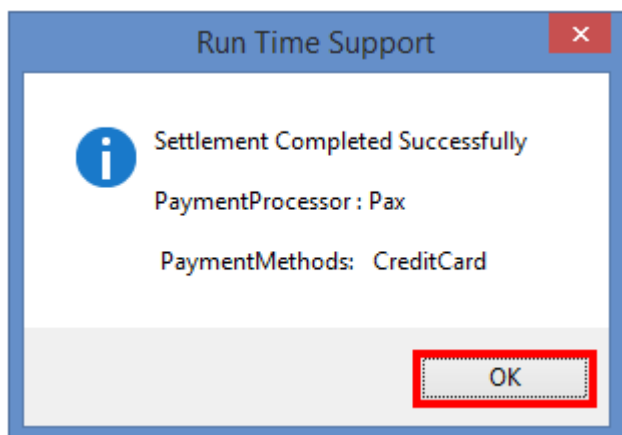 Run Time Support
Settlement Completed Successfully
PaymentProcessor : Pax
PaymentMethods: CreditCard
OK